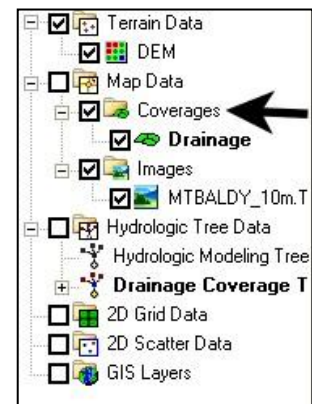 Terrain Data
DEM
Map Data
Coverages
Drainage
Images
MTBALDY_10m.T
Hydrologic Tree Data
Hydrologic Modeling Tree
Drainage Coverage T
2D Grid Data
2D Scatter Data
GIS Layers